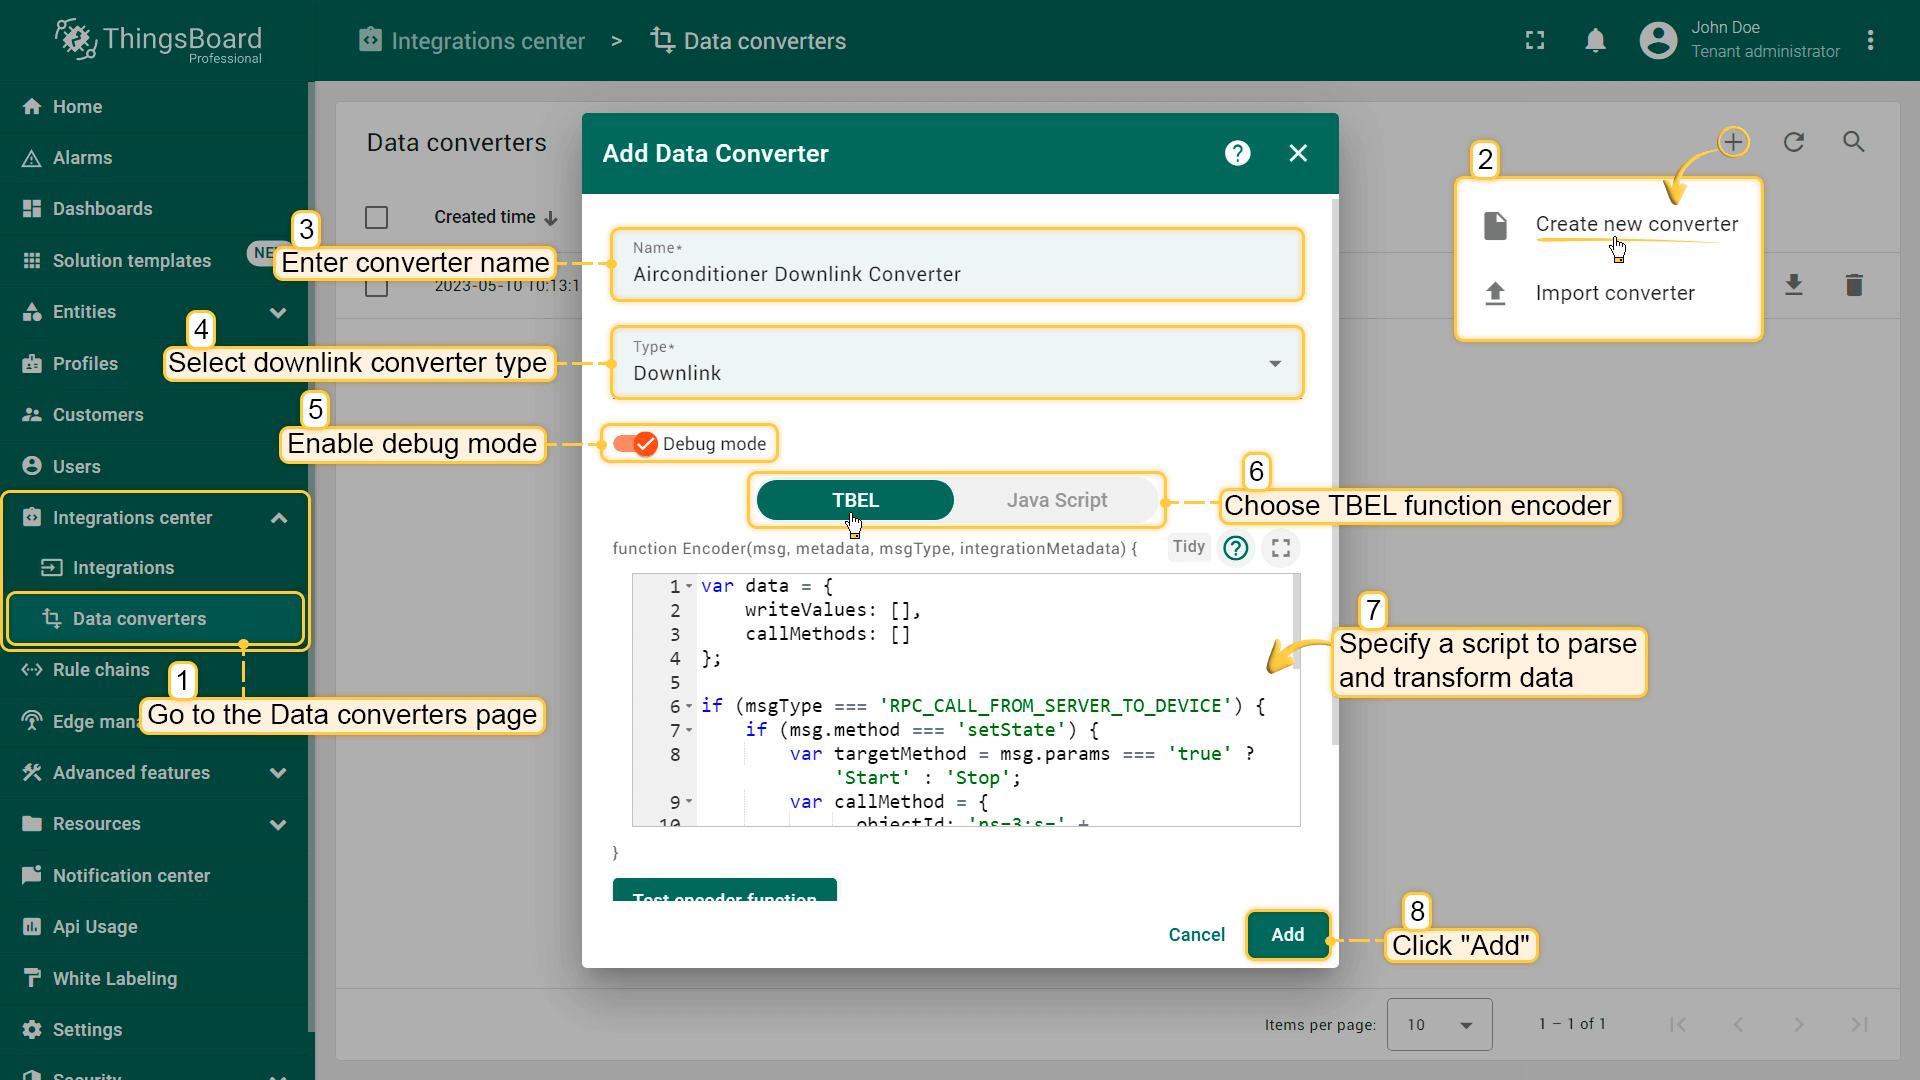 ThingsBoard
Professional
Integrations center > Data converters
John Doe
Tenant administrator
Home
Alarms
Dashboards
Solution templates
Entities
Profiles
Customers
Users
Integrations center
Integrations
Data converters
Rule chains
Edge
Advanced features
Resources
Notification center
Api Usage
White Labeling
Settings
Security
1
Go to the Data converters page
Data converters
Created time
2023-05-10 10:13:1
2
Create new converter
Import converter
Add Data Converter
3
Enter converter name
Name*
Airconditioner Downlink Converter
4
Select downlink converter type
Type*
Downlink
5
Enable debug mode
Debug mode
6
Choose TBEL function encoder
TBEL
Java Script
function Encoder(msg, metadata, msgType, integrationMetadata) {
Tidy
7
Specify a script to parse
and transform data
1 var data = {
2 writeValues: [],
3 callMethods: []
4 };
5
6 if (msgType === 'RPC_CALL_FROM_SERVER_TO_DEVICE') {
7 if (msg.method === 'setState') {
8 var targetMethod = msg.params === 'true' ?
'Start' : 'Stop';
9 var callMethod = {
10 objectId: 'ns=3;s=' +
}
Test encoder function
Cancel
Add
8
Click "Add"
Items per page:
10
1 – 1 of 1